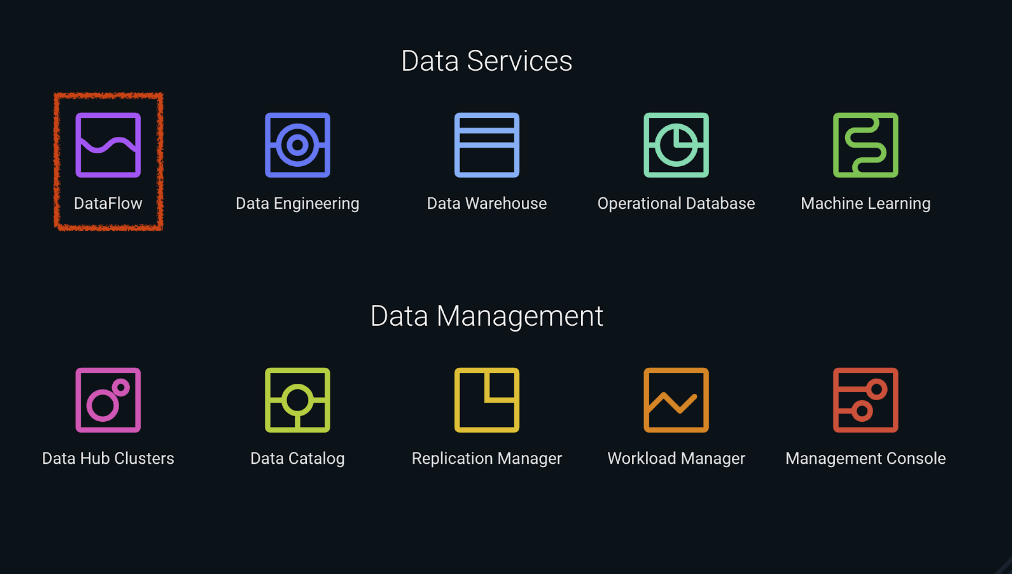 Data Services
DataFlow
Data Engineering
Data Warehouse
Operational Database
Machine Learning
Data Management
Data Hub Clusters
Data Catalog
Replication Manager
Workload Manager
Management Console